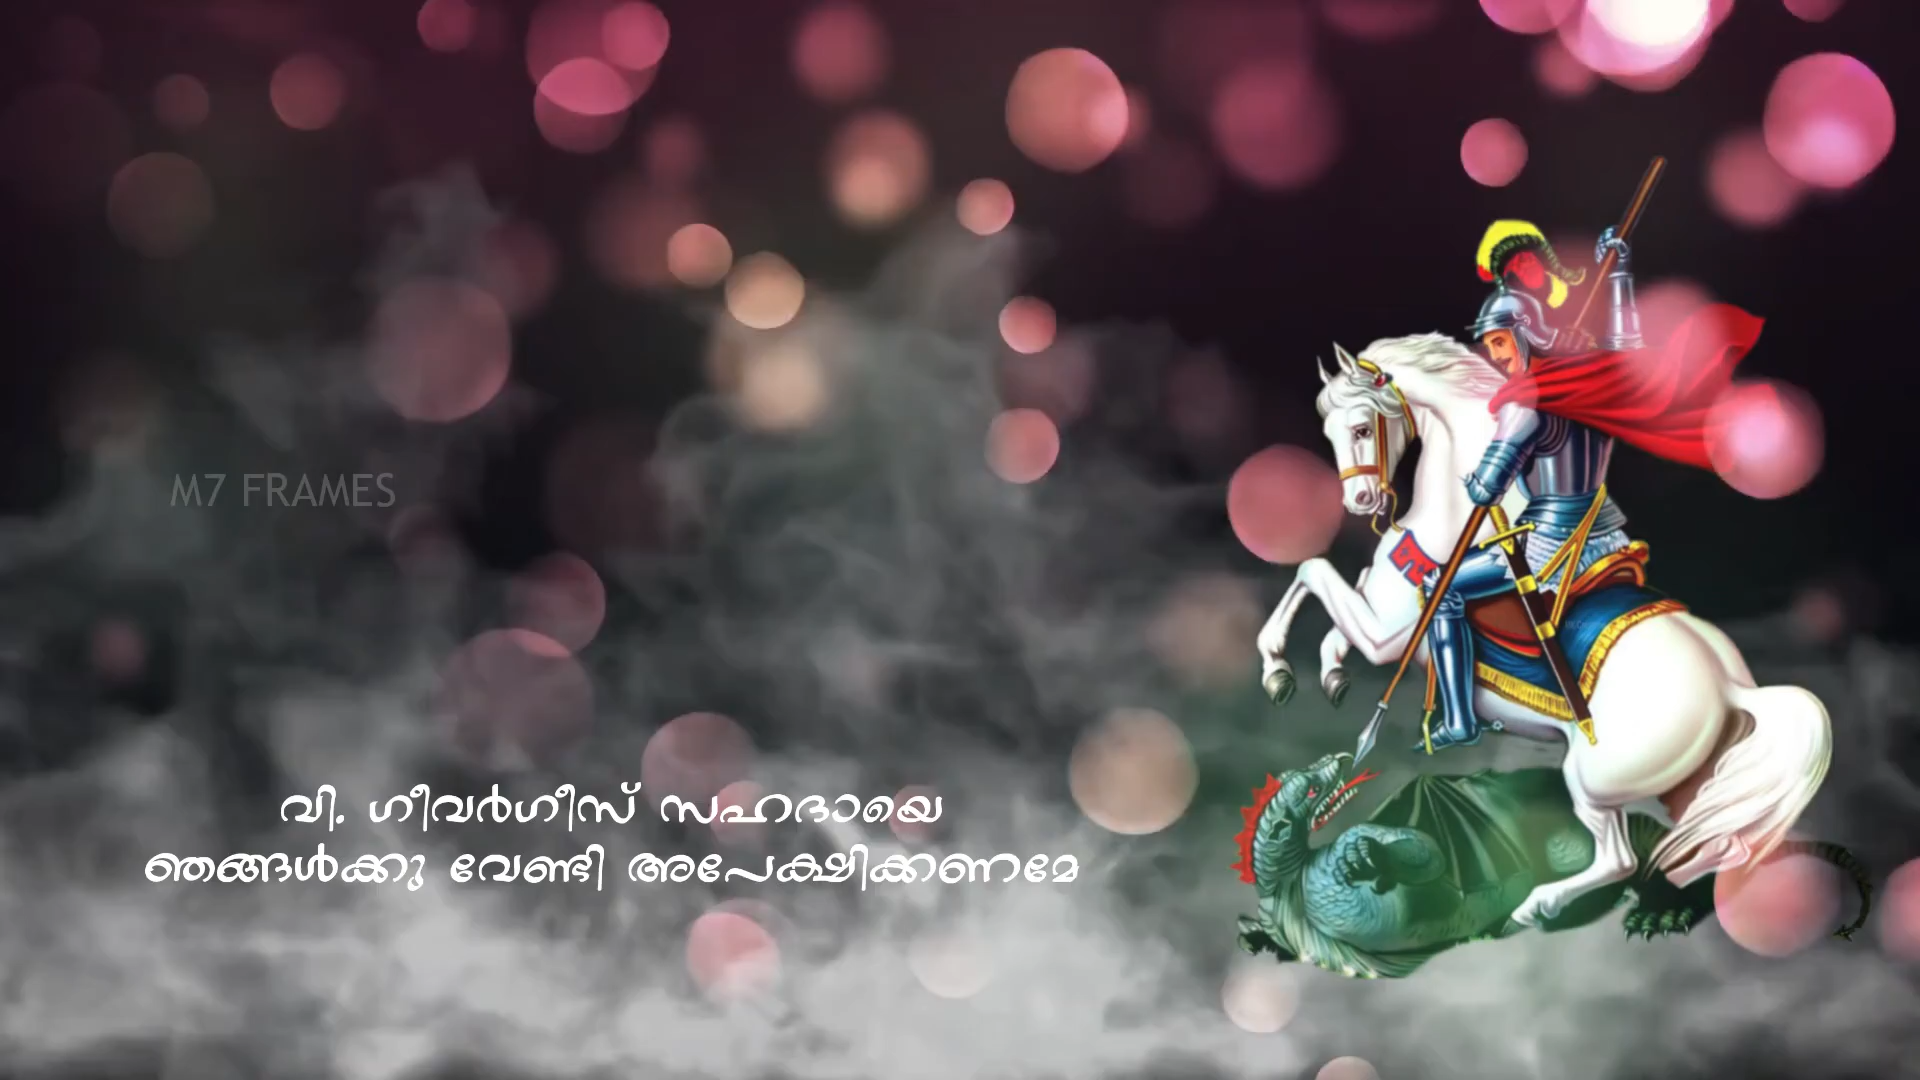 M7 FRAMES
വി. ഗീവർഗീസ് സഹദായെ
ഞങ്ങൾക്കു വേണ്ടി അപേക്ഷിക്കണമേ